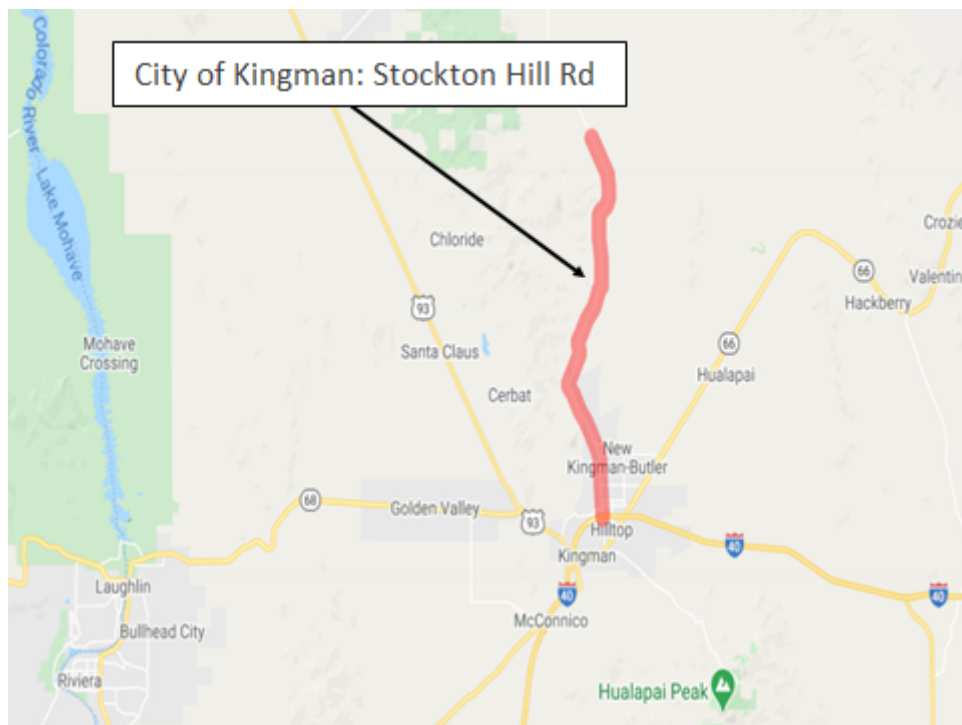 City of Kingman: Stockton Hill Rd
Colorado
River
Lake Mohave
Chloride
Crozie
66
Valentin
Hackberry
93
66
Mohave
Crossing
Santa Claus
Hualapai
Cerbat
New
Kingman-Butler
68
Golden Valley
93
Hilltop
Kingman
40
Laughlin
40
40
McConnico
Bullhead City
Riviera
Hualapai Peak